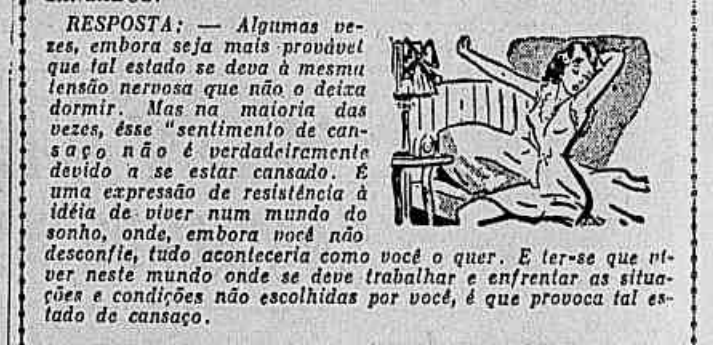 RESPOSTA: — Algumas ve-
zes, embora seja mais provável
que tal estado se deva à mesma
tensão nervosa que não o deixa
dormir. Mas na maioria das
vezes, êsse "sentimento de can-
saço não é verdadeiramente
devido a se estar cansado. É
uma expressão de resistência à
idéia de viver num mundo do
sonho, onde, embora você não
desconfie, tudo aconteceria como você o quer. E ter-se que vi-
ver neste mundo onde se deve trabalhar e enfrentar as situa-
ções e condições não escolhidas por você, é que provoca tal es-
tado de cansaço.